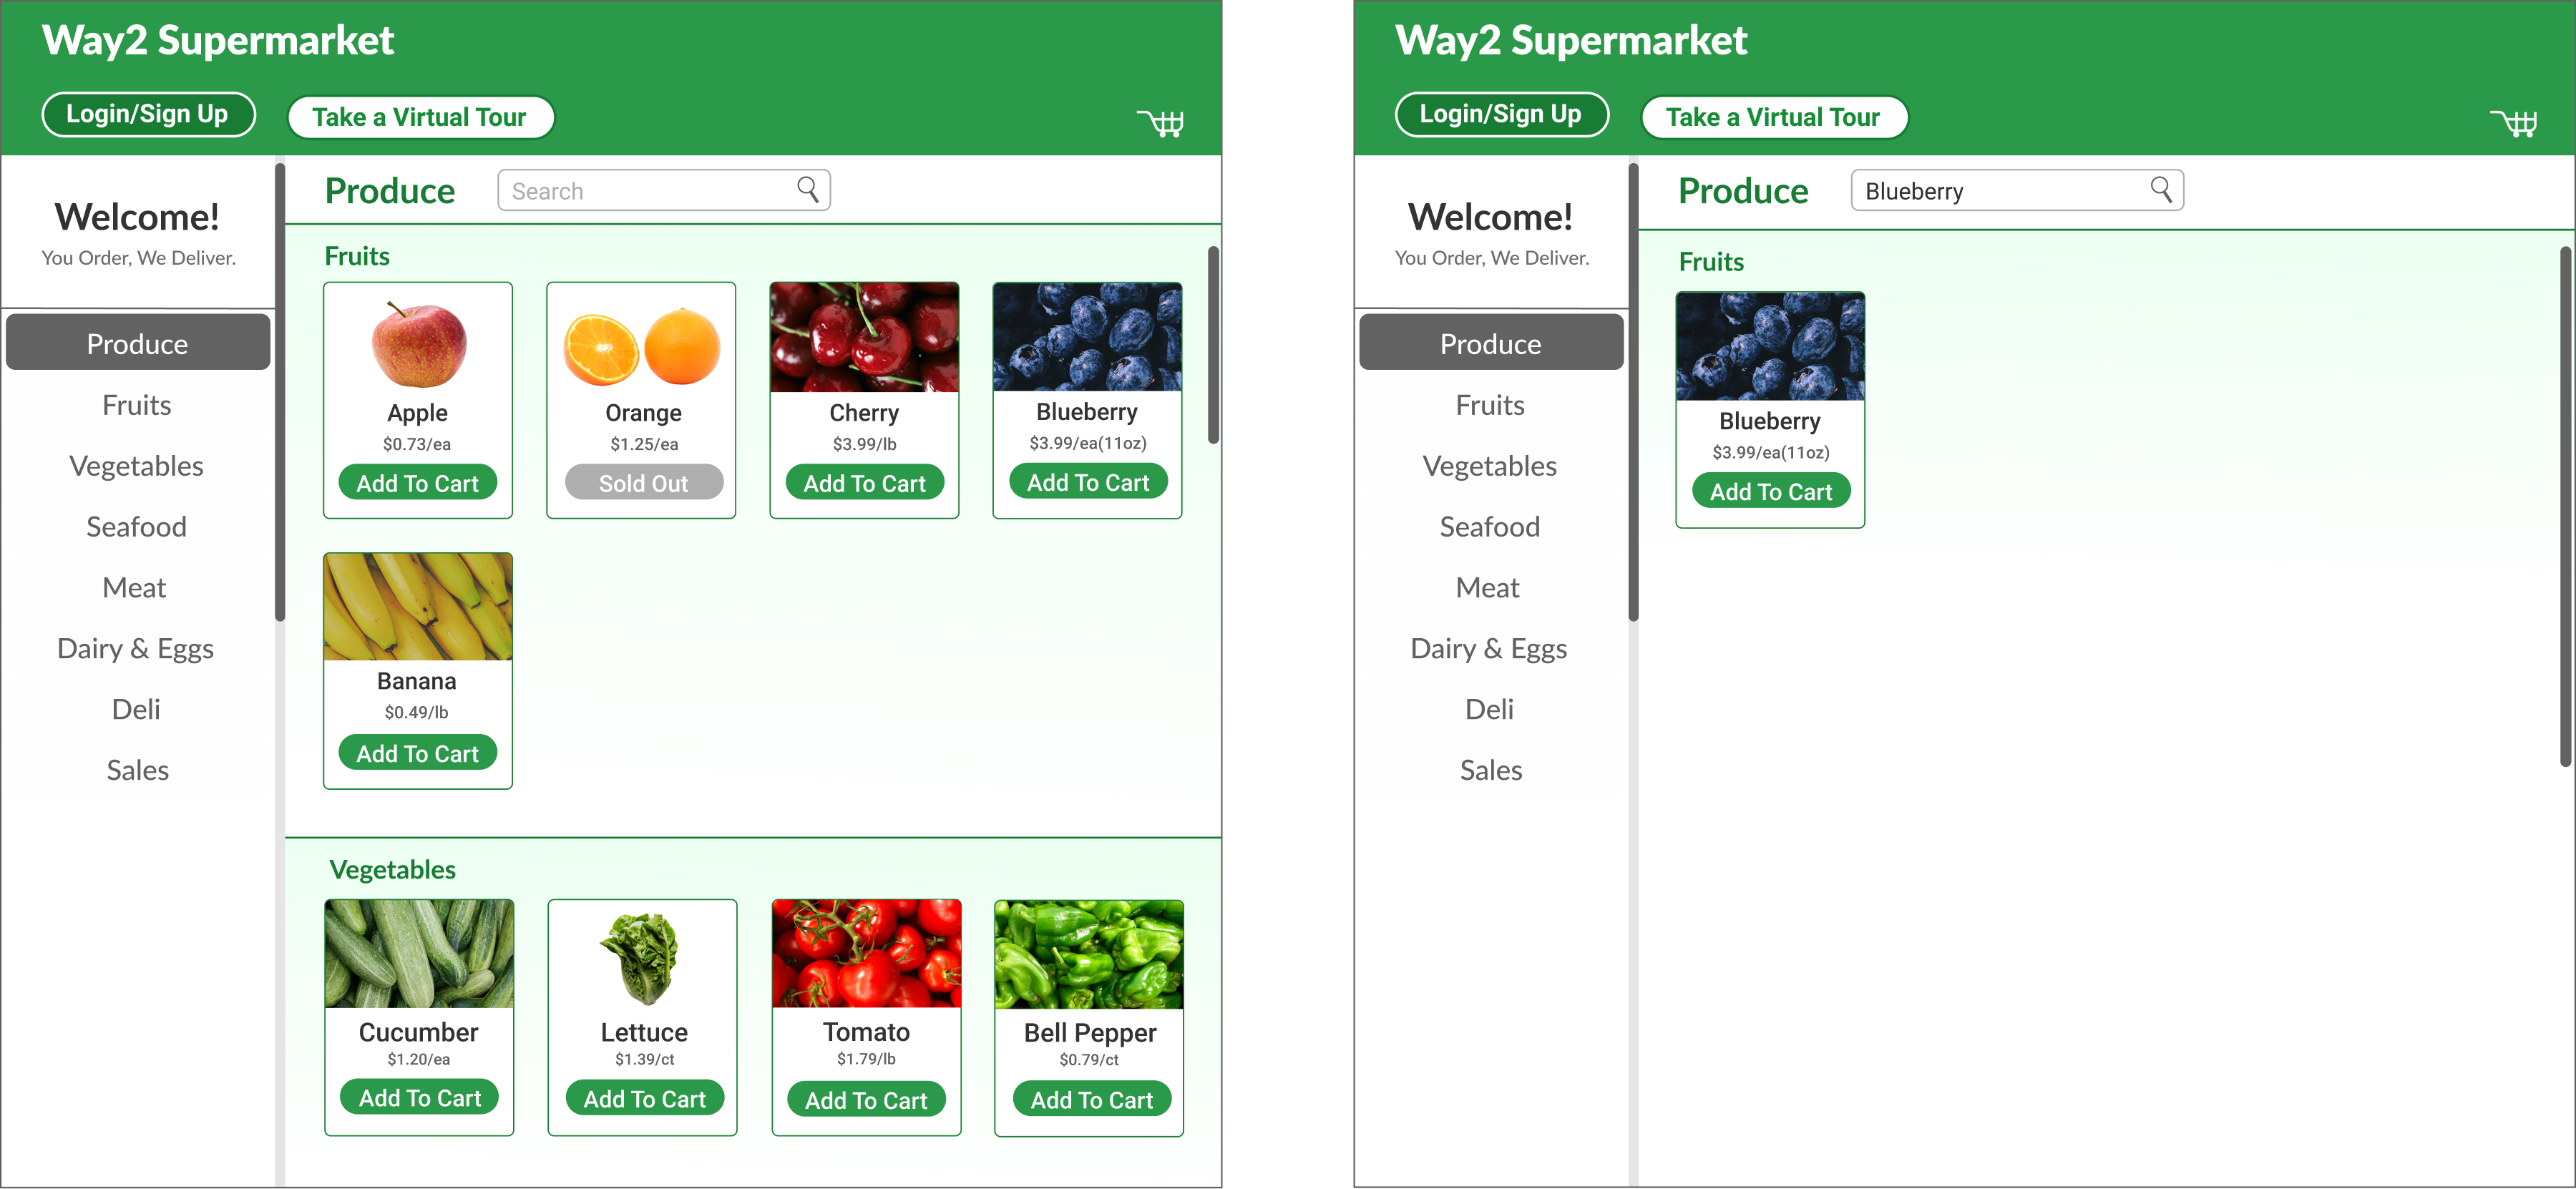 Way2 Supermarket
Login/Sign Up
Take a Virtual Tour
Welcome!
You Order, We Deliver.
Produce
Fruits
Vegetables
Seafood
Meat
Dairy & Eggs
Deli
Sales
Produce
Search
Fruits
Apple
$0.73/ea
Add To Cart
Orange
$1.25/ea
Sold Out
Cherry
$3.99/lb
Add To Cart
Blueberry
$3.99/ea(11oz)
Add To Cart
Banana
$0.49/lb
Add To Cart
Vegetables
Cucumber
$1.20/ea
Add To Cart
Lettuce
$1.39/ct
Add To Cart
Tomato
$1.79/lb
Add To Cart
Bell Pepper
$0.79/ct
Add To Cart
Way2 Supermarket
Login/Sign Up
Take a Virtual Tour
Welcome!
You Order, We Deliver.
Produce
Fruits
Vegetables
Seafood
Meat
Dairy & Eggs
Deli
Sales
Produce
Blueberry
Fruits
Blueberry
$3.99/ea(11oz)
Add To Cart